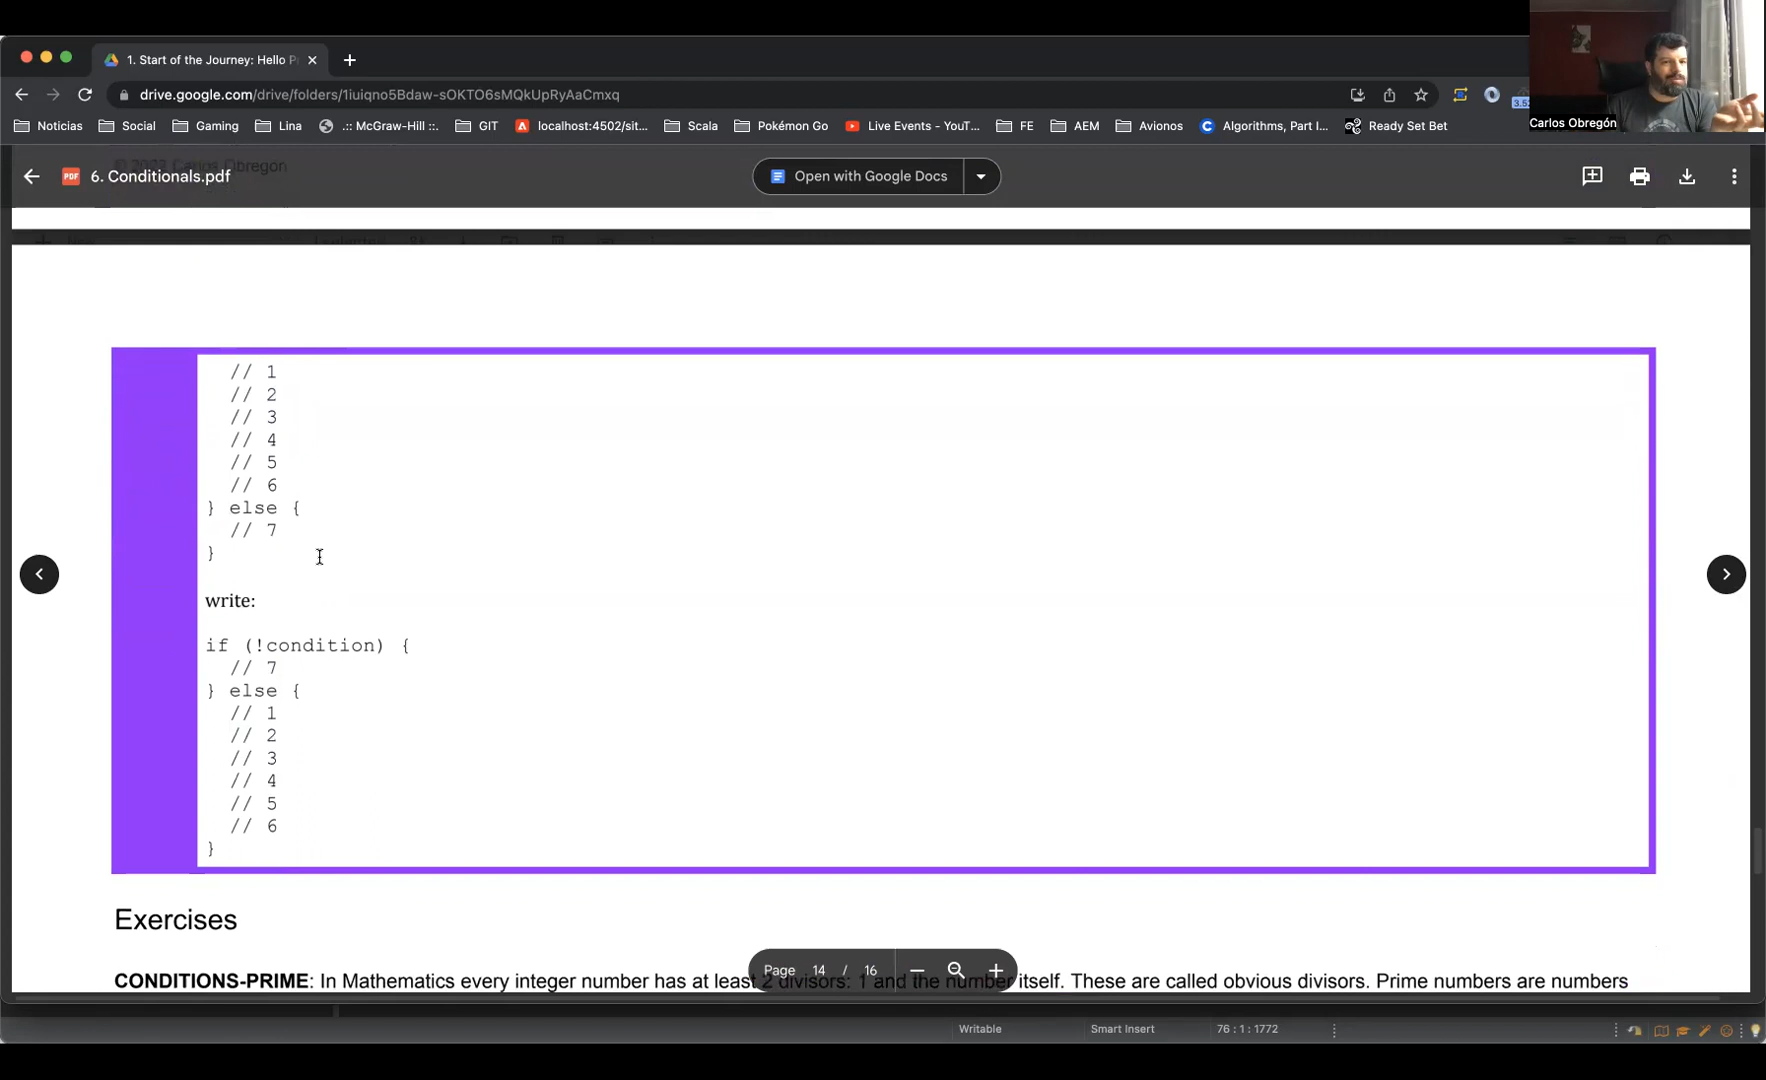 1. Start of the Journey: Hello P
drive.google.com/drive/folders/1iuiqno5Bdaw-sOKTO6sMQkUpRyAaCmxq
Noticias Social Gaming Lina .:: McGraw-Hill ::. GIT localhost:4502/sit... Scala Pokémon Go Live Events - YouT... FE AEM Avionos Algorithms, Part I... Ready Set Bet
Carlos Obregón
© 2023 Carlos Obregon
PDF 6. Conditionals.pdf
Open with Google Docs
// 1
// 2
// 3
// 4
// 5
// 6
} else {
// 7
}
write:
if (!condition) {
// 7
} else {
// 1
// 2
// 3
// 4
// 5
// 6
}
Exercises
Page 14 / 16
CONDITIONS-PRIME: In Mathematics every integer number has at least 2 divisors: 1 and the number itself. These are called obvious divisors. Prime numbers are numbers
Writable Smart Insert 76 : 1 : 1772